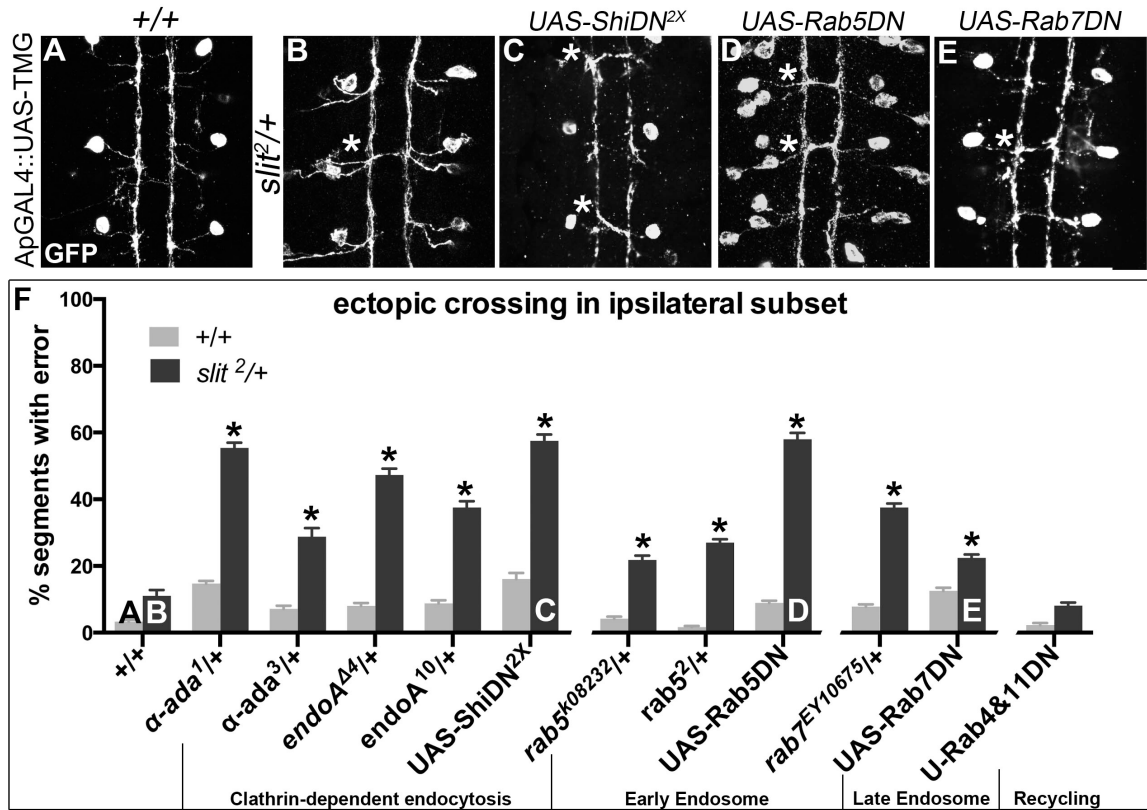 +/+
UAS-ShiDN2X
UAS-Rab5DN
UAS-Rab7DN
ApGAL4::UAS-TMG
A
GFP
slit2/+
B
*
C
*
*
D
*
*
E
*
F
ectopic crossing in ipsilateral subset
+/+
slit 2/+
% segments with error
100
80
60
40
20
0
* * * * * * * * * *
A B C D E
+/+
α-ada1/+
α-ada3/+
endoAΔ4/+
endoA10/+
UAS-ShiDN2X
rab5k08232/+
rab52/+
UAS-Rab5DN
rab7EY10675/+
UAS-Rab7DN
U-Rab4&11DN
Clathrin-dependent endocytosis
Early Endosome
Late Endosome
Recycling